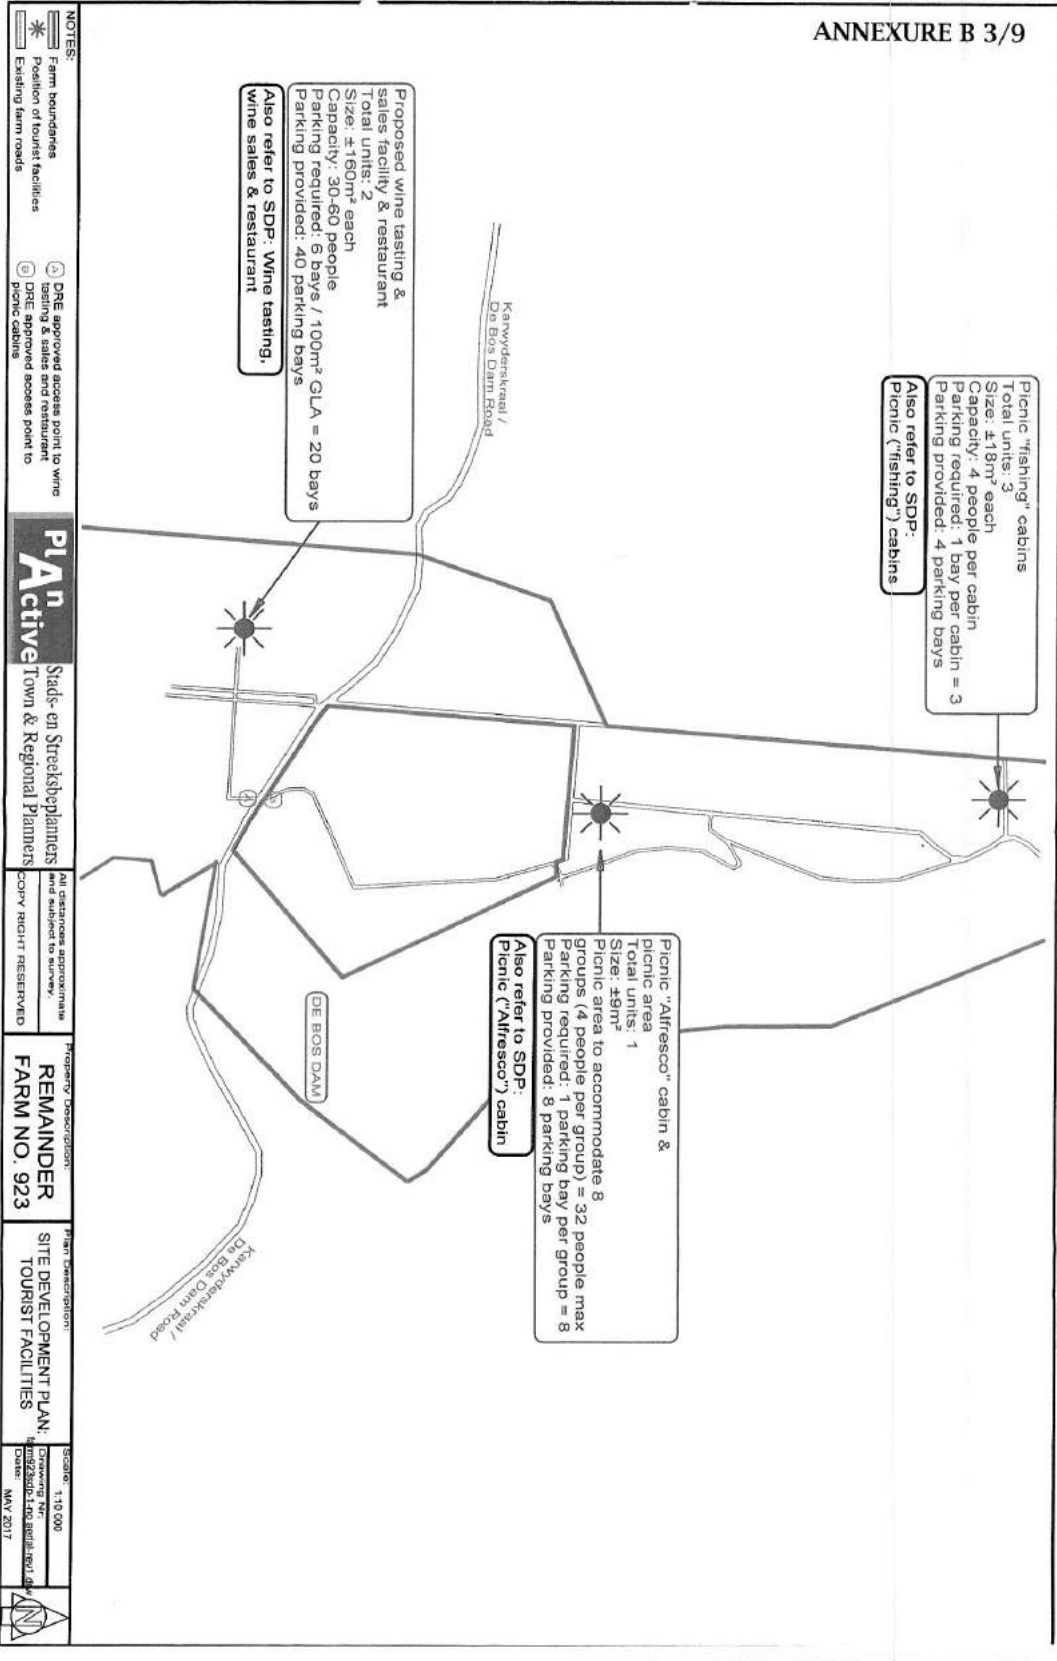 ANNEXURE B 3/9
Picnic "fishing" cabins
Total units: 3
Size: ±18m² each
Capacity: 4 people per cabin
Parking required: 1 bay per cabin = 3
Parking provided: 4 parking bays
Also refer to SDP:
Picnic ("fishing") cabins
Proposed wine tasting &
sales facility & restaurant
Total units: 2
Size: ±160m² each
Capacity: 30-60 people
Parking required: 6 bays / 100m² GLA = 20 bays
Parking provided: 40 parking bays
Also refer to SDP: Wine tasting,
wine sales & restaurant
Karwyderskraal /
De Bos Dam Road
Picnic "Alfresco" cabin &
picnic area
Total units: 1
Size: ±9m²
Picnic area to accommodate 8
groups (4 people per group) = 32 people max
Parking required: 1 parking bay per group = 8
Parking provided: 8 parking bays
Also refer to SDP:
Picnic ("Alfresco") cabin
DE BOS DAM
A
B
Karwyderskraal /
De Bos Dam Road
NOTES:
Farm boundaries
Position of tourist facilities
Existing farm roads
A DRE approved access point to wine
tasting & sales and restaurant
B DRE approved access point to
picnic cabins
PLAn
Active
Stads- en Streeksbeplanners
Town & Regional Planners
All distances approximate
and subject to survey.
COPY RIGHT RESERVED
Property Description:
REMAINDER
FARM NO. 923
Plan Description:
SITE DEVELOPMENT PLAN:
TOURIST FACILITIES
Scale: 1:10 000
Drawing Nr:
farm923sdp-1-no aerial-rev1.drw
Date: MAY 2017
N